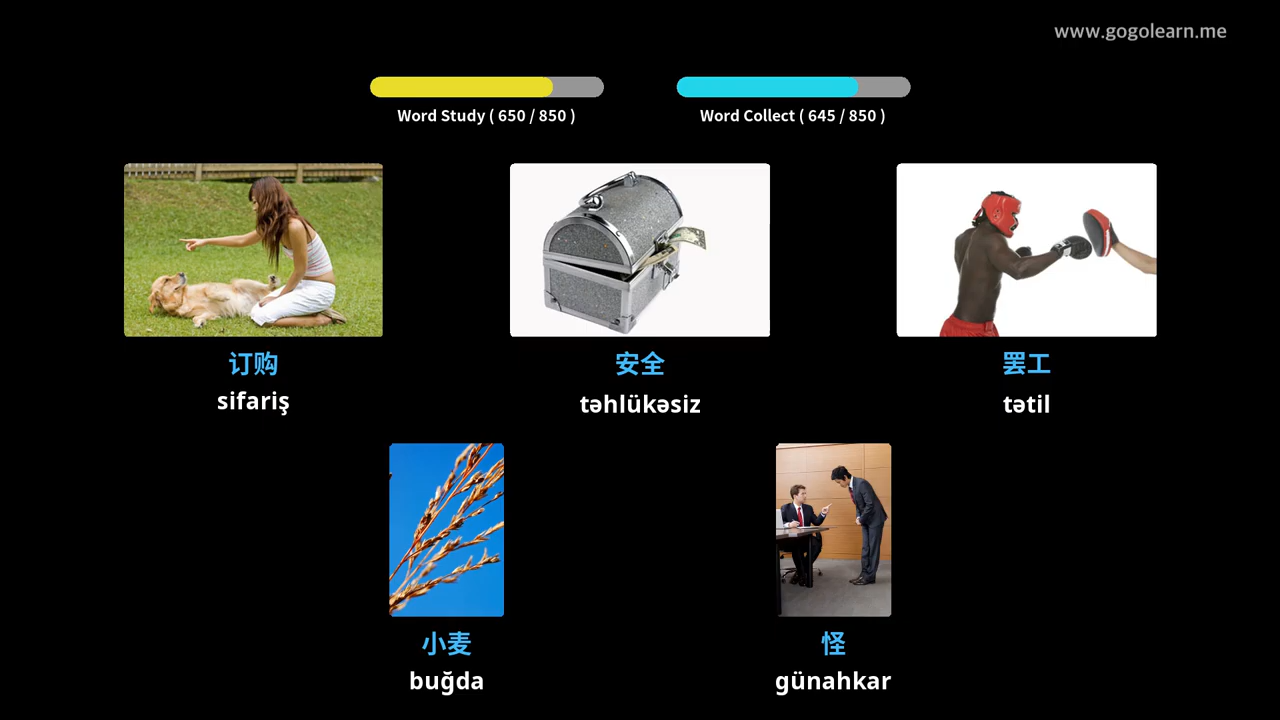 www.gogolearn.me
Word Study ( 650 / 850 )
Word Collect ( 645 / 850 )
订购
sifariş
安全
təhlükəsiz
罢工
tətil
小麦
buğda
怪
günahkar